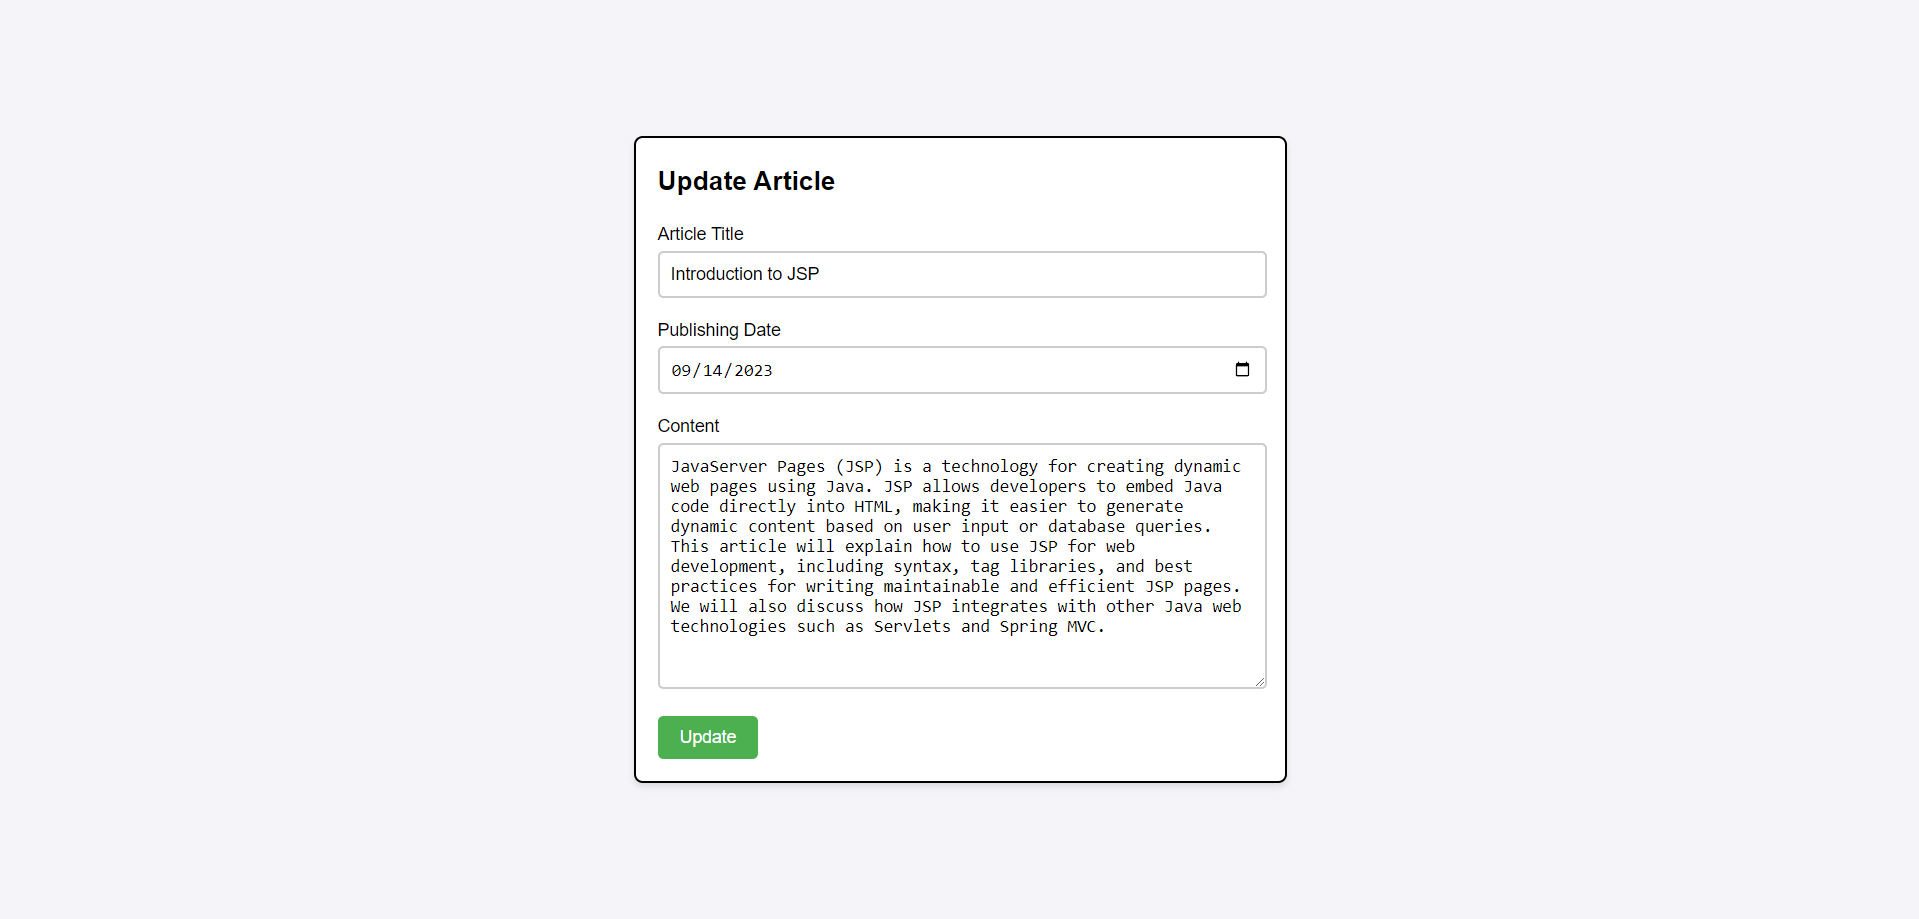 Update Article
Article Title
Introduction to JSP
Publishing Date
09/14/2023
Content
JavaServer Pages (JSP) is a technology for creating dynamic
web pages using Java. JSP allows developers to embed Java
code directly into HTML, making it easier to generate
dynamic content based on user input or database queries.
This article will explain how to use JSP for web
development, including syntax, tag libraries, and best
practices for writing maintainable and efficient JSP pages.
We will also discuss how JSP integrates with other Java web
technologies such as Servlets and Spring MVC.
Update